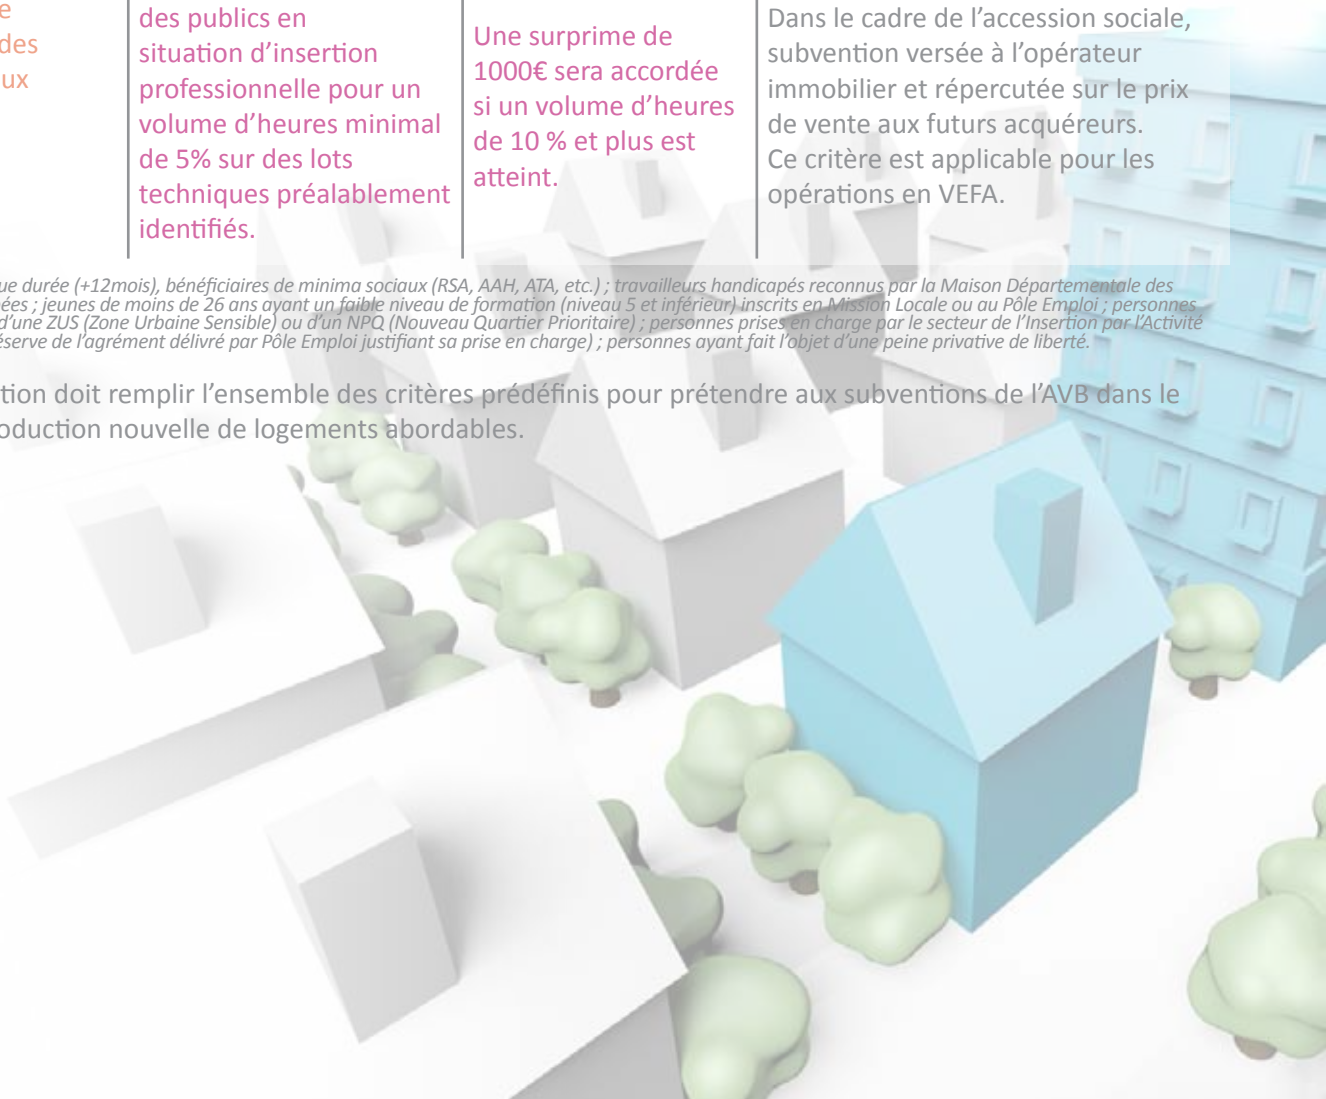 e
des
ux
des publics en
situation d’insertion
professionnelle pour un
volume d’heures minimal
de 5% sur des lots
techniques préalablement
identifiés.
Une surprime de
1000€ sera accordée
si un volume d’heures
de 10 % et plus est
atteint.
Dans le cadre de l’accession sociale,
subvention versée à l’opérateur
immobilier et répercutée sur le prix
de vente aux futurs acquéreurs.
Ce critère est applicable pour les
opérations en VEFA.
ue durée (+12mois), bénéficiaires de minima sociaux (RSA, AAH, ATA, etc.) ; travailleurs handicapés reconnus par la Maison Départementale des
ées ; jeunes de moins de 26 ans ayant un faible niveau de formation (niveau 5 et inférieur) inscrits en Mission Locale ou au Pôle Emploi ; personnes
d’une ZUS (Zone Urbaine Sensible) ou d’un NPQ (Nouveau Quartier Prioritaire) ; personnes prises en charge par le secteur de l’Insertion par l’Activité
éserve de l’agrément délivré par Pôle Emploi justifiant sa prise en charge) ; personnes ayant fait l’objet d’une peine privative de liberté.
tion doit remplir l’ensemble des critères prédéfinis pour prétendre aux subventions de l’AVB dans le
oduction nouvelle de logements abordables.